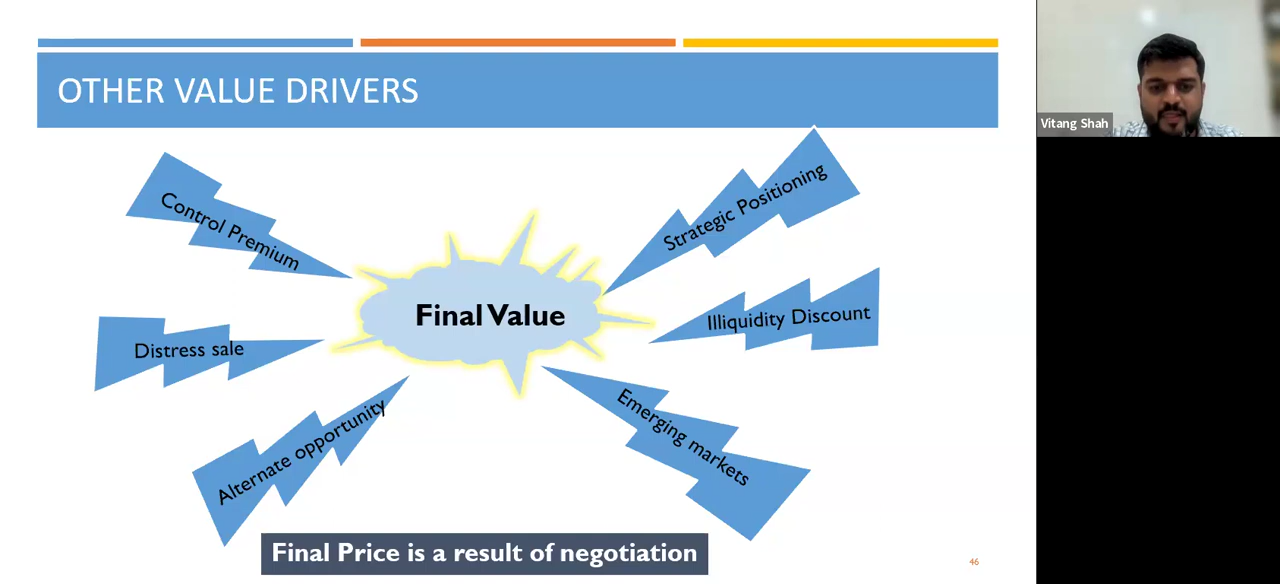 OTHER VALUE DRIVERS
Vitang Shah
Control Premium
Strategic Positioning
Distress sale
Final Value
Illiquidity Discount
Alternate opportunity
Emerging markets
Final Price is a result of negotiation
46